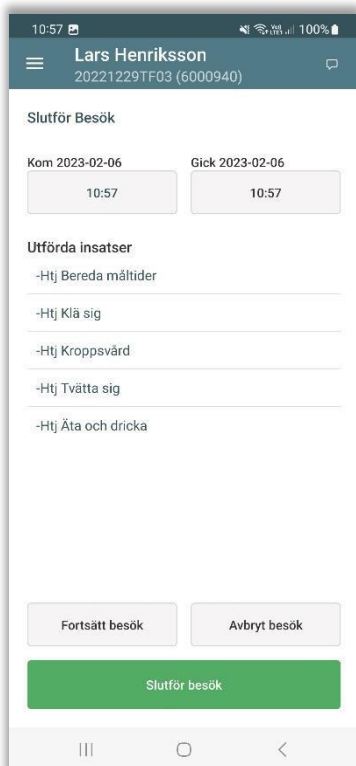 10:57 100%
Lars Henriksson
20221229TF03 (6000940)
Slutför Besök
Kom 2023-02-06 Gick 2023-02-06
10:57 10:57
Utförda insatser
-Htj Bereda måltider
-Htj Klä sig
-Htj Kroppsvård
-Htj Tvätta sig
-Htj Äta och dricka
Fortsätt besök Avbryt besök
Slutför besök